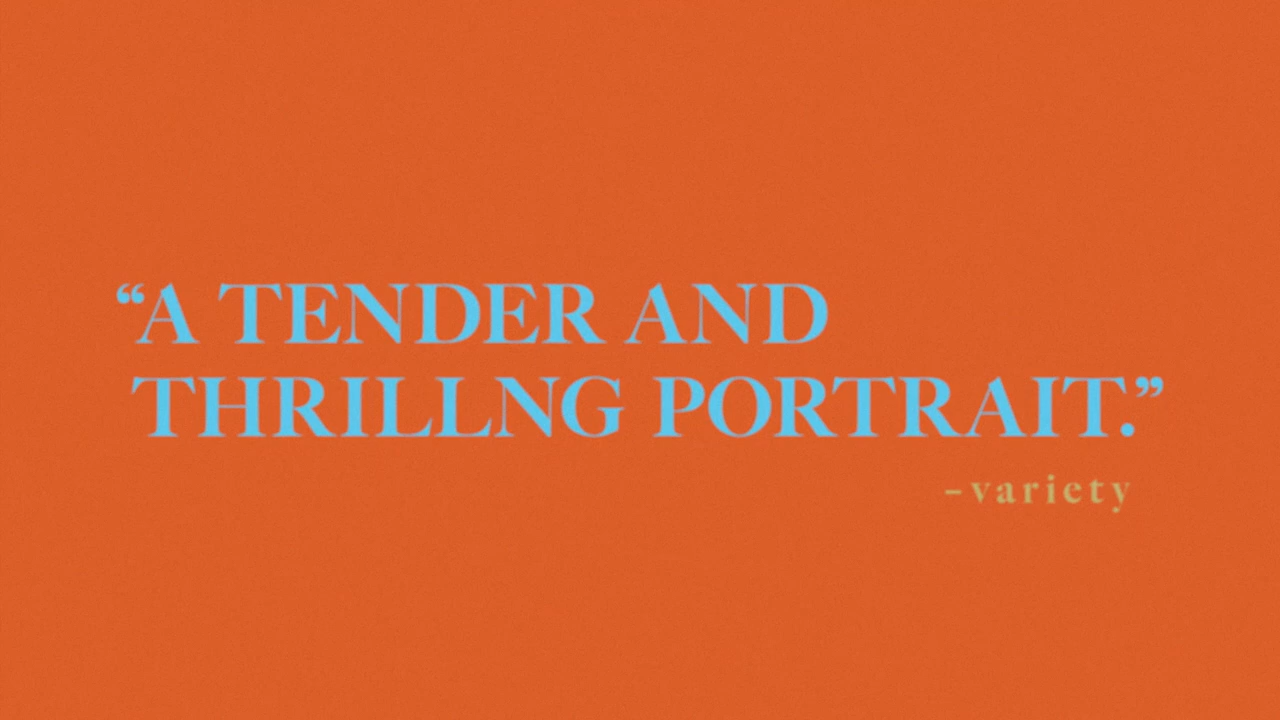 “A TENDER AND
THRILLNG PORTRAIT.”
–variety